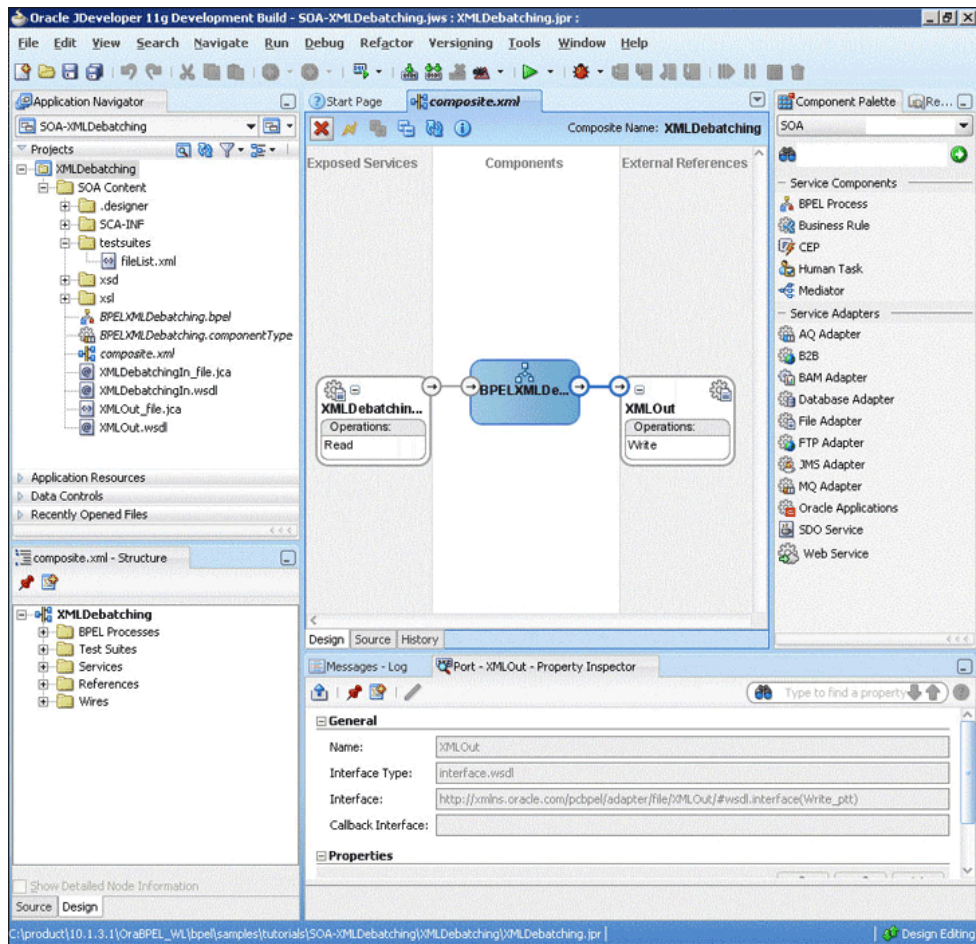 Oracle JDeveloper 11g Development Build - SOA-XMLDebatching.jws : XMLDebatching.jpr :
File Edit View Search Navigate Run Debug Refactor Versioning Tools Window Help
Application Navigator
SOA-XMLDebatching
Projects
XMLDebatching
SOA Content
.designer
SCA-INF
testsuites
fileList.xml
xsd
xsl
BPELXMLDebatching.bpel
BPELXMLDebatching.componentType
composite.xml
XMLDebatchingIn_file.jca
XMLDebatchingIn.wsdl
XMLOut_file.jca
XMLOut.wsdl
Application Resources
Data Controls
Recently Opened Files
composite.xml - Structure
XMLDebatching
BPEL Processes
Test Suites
Services
References
Wires
Show Detailed Node Information
Source Design
Start Page composite.xml
Composite Name: XMLDebatching
Exposed Services Components External References
XMLDebatchin...
Operations:
Read
BPELXMLDe...
XMLOut
Operations:
Write
Design Source History
Component Palette Re...
SOA
Service Components
BPEL Process
Business Rule
CEP
Human Task
Mediator
Service Adapters
AQ Adapter
B2B
BAM Adapter
Database Adapter
File Adapter
FTP Adapter
JMS Adapter
MQ Adapter
Oracle Applications
SDO Service
Web Service
Messages - Log Port - XMLOut - Property Inspector
Type to find a property
General
Name: XMLOut
Interface Type: interface.wsdl
Interface: http://xmlns.oracle.com/pcbpel/adapter/file/XMLOut/#wsdl.interface(Write_ptt)
Callback Interface:
Properties
C:\product\10.1.3.1\OraBPEL_WL\bpel\samples\tutorials\SOA-XMLDebatching\XMLDebatching\XMLDebatching.jpr
Design Editing